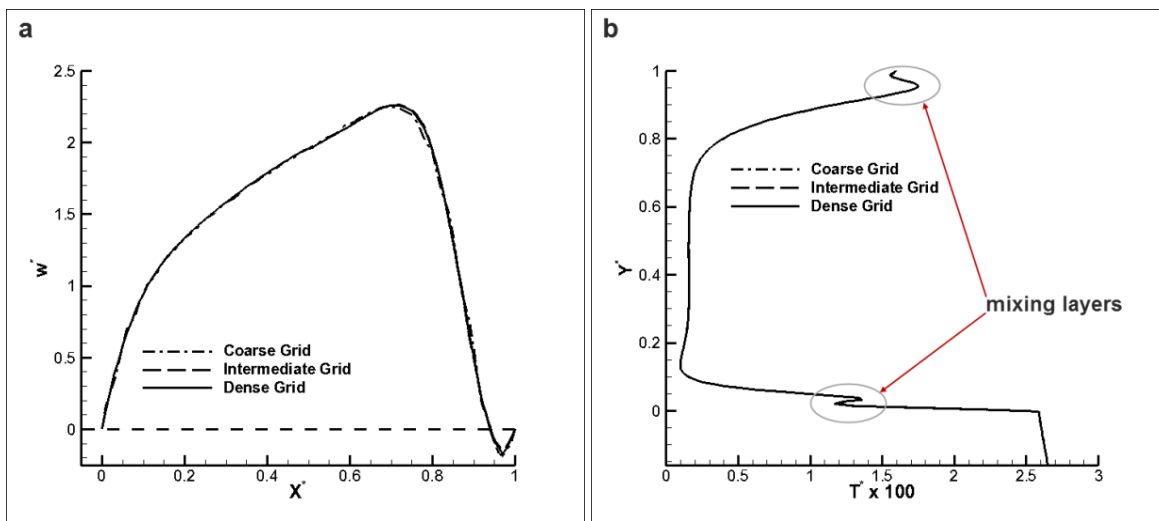 a
2.5
2
1.5
1
0.5
0
w*
Coarse Grid
Intermediate Grid
Dense Grid
0
0.2
0.4
0.6
0.8
1
X*
b
1
0.8
0.6
0.4
0.2
0
Y*
Coarse Grid
Intermediate Grid
Dense Grid
mixing layers
0
0.5
1
1.5
2
2.5
3
T* x 100